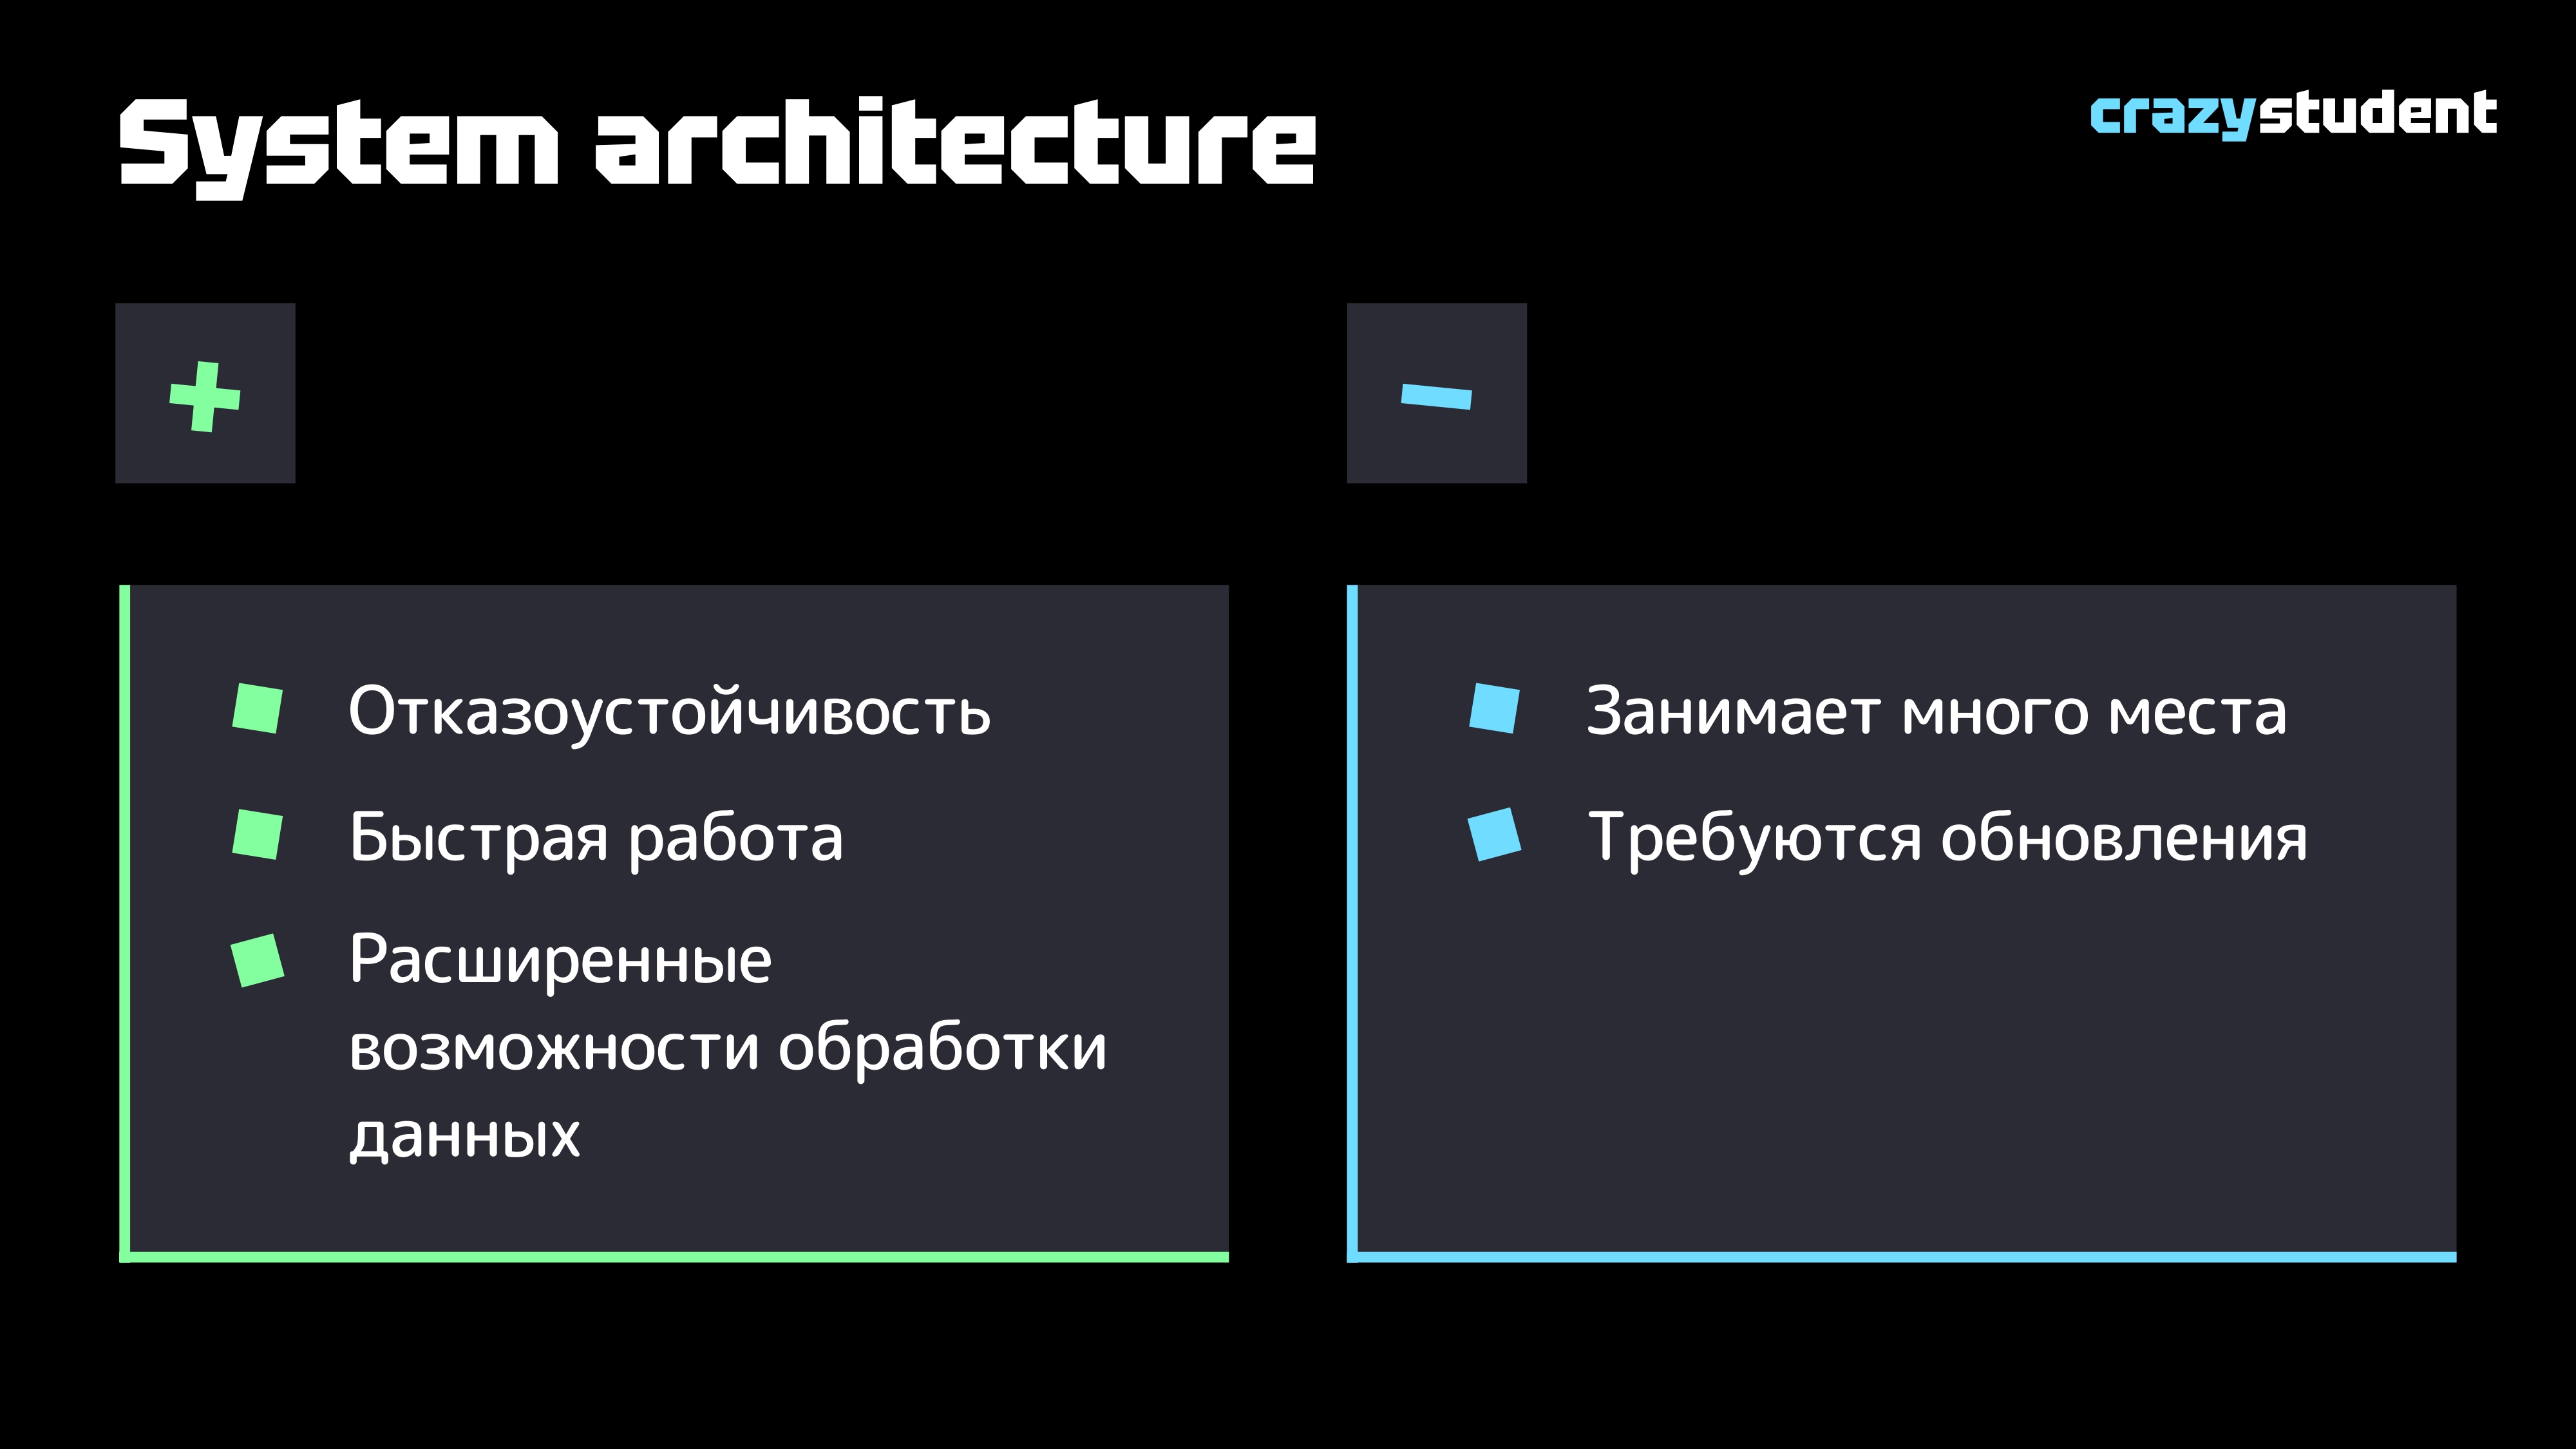 System architecture
crazystudent
Отказоустойчивость
Быстрая работа
Расширенные
возможности обработки
данных
Занимает много места
Требуются обновления